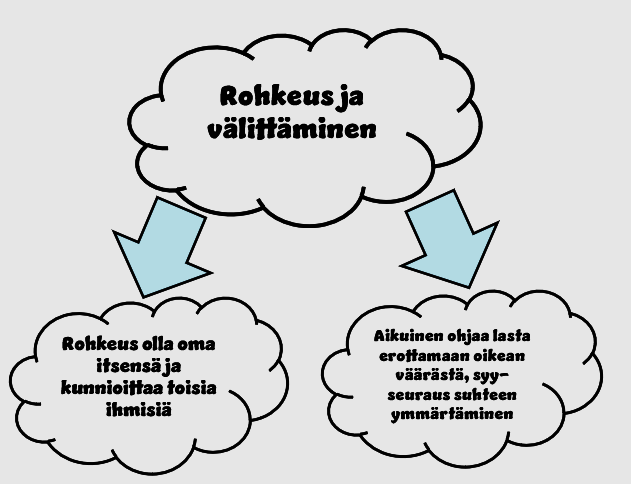 Rohkeus ja
välittäminen
Rohkeus olla oma
itsensä ja
kunnioittaa toisia
ihmisiä
Aikuinen ohjaa lasta
erottamaan oikean
väärästä, syy-
seuraus suhteen
ymmärtäminen